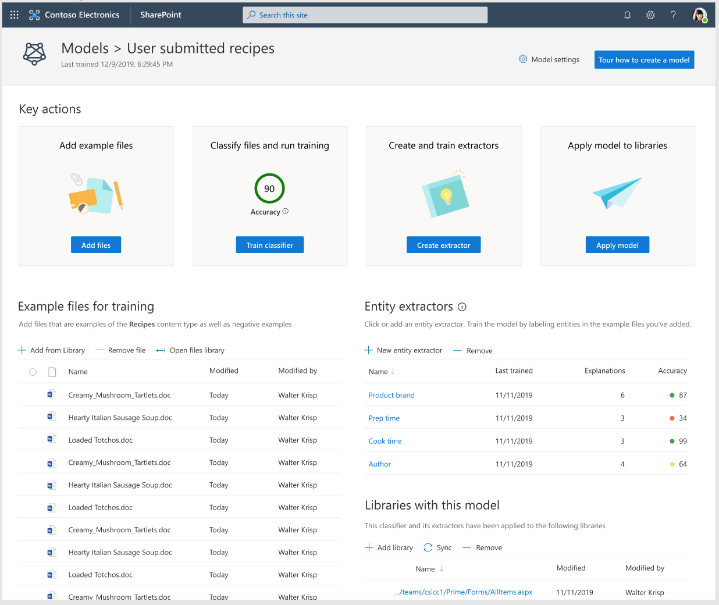 Contoso Electronics SharePoint Search this site ?
Models > User submitted recipes
Last trained 12/9/2019, 6:29:45 PM
Model settings Tour how to create a model
Key actions
Add example files
Add files
Classify files and run training
90
Accuracy
Train classifier
Create and train extractors
Create extractor
Apply model to libraries
Apply model
Example files for training
Add files that are examples of the Recipes content type as well as negative examples
Add from Library Remove file Open files library
Name Modified Modified by
Creamy_Mushroom_Tartlets.doc Today Walter Krisp
Hearty Italian Sausage Soup.doc Today Walter Krisp
Loaded Totchos.doc Today Walter Krisp
Creamy_Mushroom_Tartlets.doc Today Walter Krisp
Hearty Italian Sausage Soup.doc Today Walter Krisp
Loaded Totchos.doc Today Walter Krisp
Creamy_Mushroom_Tartlets.doc Today Walter Krisp
Hearty Italian Sausage Soup.doc Today Walter Krisp
Loaded Totchos.doc Today Walter Krisp
Creamy_Mushroom_Tartlets.doc Today Walter Krisp
Entity extractors
Click or add an entity extractor. Train the model by labeling entities in the example files you've added.
New entity extractor Remove
Name ↓ Last trained Explanations Accuracy
Product brand 11/11/2019 6 87
Prep time 11/11/2019 3 34
Cook time 11/11/2019 3 99
Author 11/11/2019 4 64
Libraries with this model
This classifier and its extractors have been applied to the following libraries
Add library Sync Remove
Name ↓ Modified Modified by
.../teams/csicc1/Prime/Forms/AllItems.aspx 11/11/2019 Walter Krisp